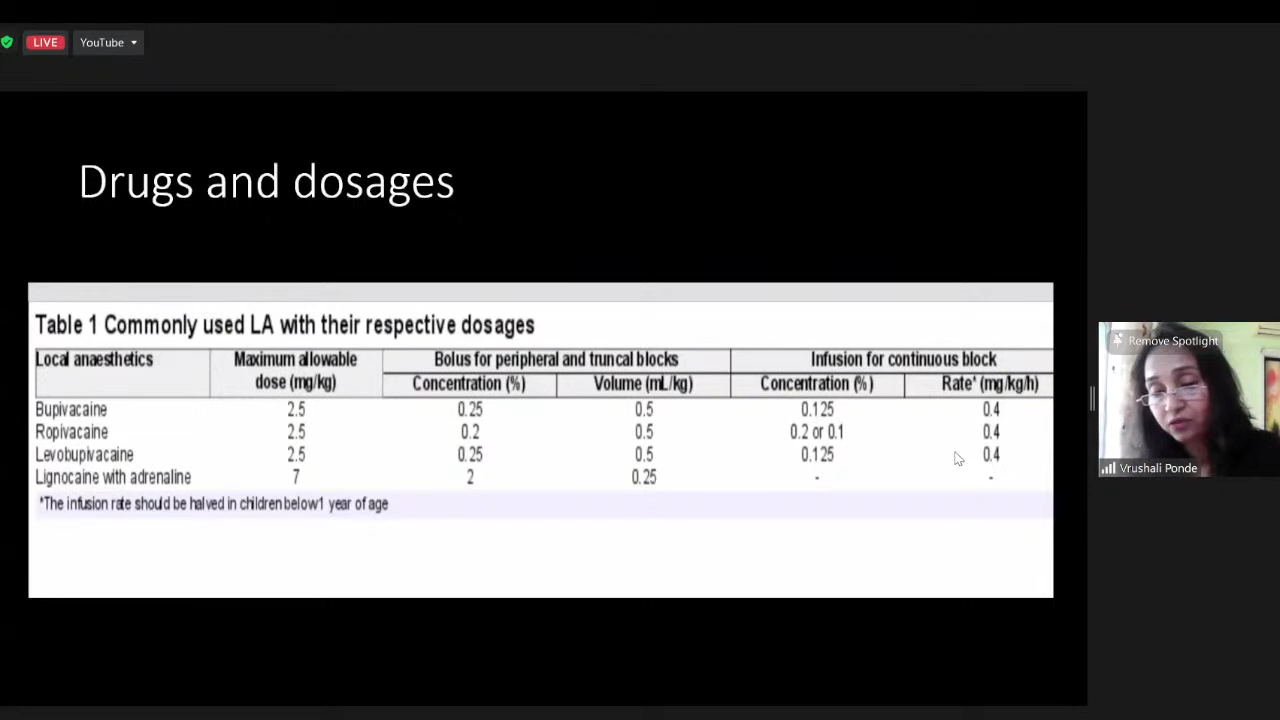 LIVE
YouTube
Drugs and dosages
Remove Spotlight
Vrushali Ponde
Table 1 Commonly used LA with their respective dosages
Local anaesthetics Maximum allowable dose (mg/kg) Bolus for peripheral and truncal blocks Infusion for continuous block
Concentration (%) Volume (mL/kg) Concentration (%) Rate* (mg/kg/h)
Bupivacaine 2.5 0.25 0.5 0.125 0.4
Ropivacaine 2.5 0.2 0.5 0.2 or 0.1 0.4
Levobupivacaine 2.5 0.25 0.5 0.125 0.4
Lignocaine with adrenaline 7 2 0.25 - -
*The infusion rate should be halved in children below1 year of age